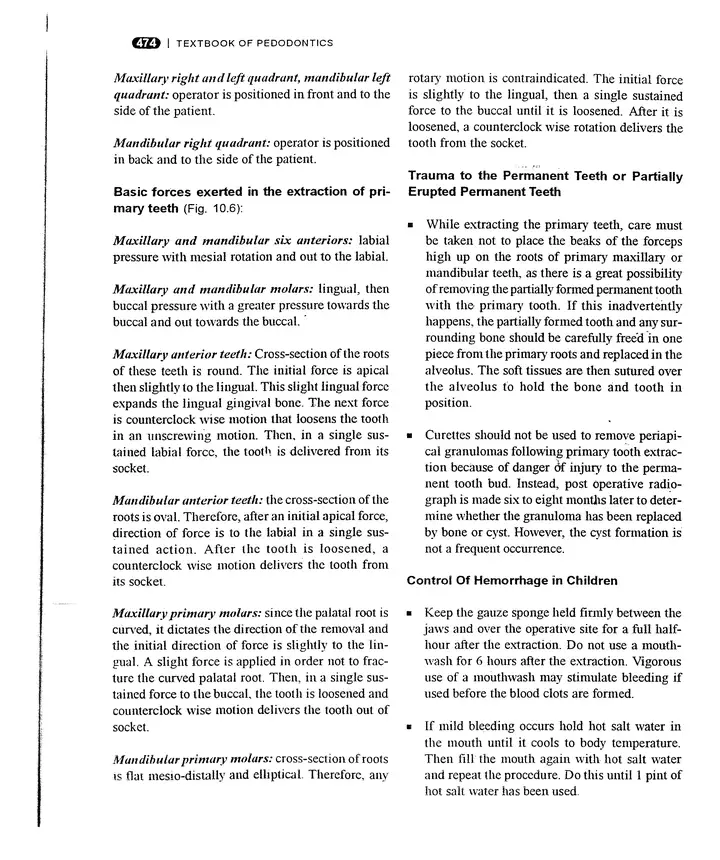 474 | TEXTBOOK OF PEDODONTICS
Maxillary right and left quadrant, mandibular left
quadrant: operator is positioned in front and to the
side of the patient.
Mandibular right quadrant: operator is positioned
in back and to the side of the patient.
Basic forces exerted in the extraction of pri-
mary teeth (Fig. 10.6):
Maxillary and mandibular six anteriors: labial
pressure with mesial rotation and out to the labial.
Maxillary and mandibular molars: lingual, then
buccal pressure with a greater pressure towards the
buccal and out towards the buccal.
Maxillary anterior teeth: Cross-section of the roots
of these teeth is round. The initial force is apical
then slightly to the lingual. This slight lingual force
expands the lingual gingival bone. The next force
is counterclock wise motion that loosens the tooth
in an unscrewing motion. Then, in a single sus-
tained labial force, the tooth is delivered from its
socket.
Mandibular anterior teeth: the cross-section of the
roots is oval. Therefore, after an initial apical force,
direction of force is to the labial in a single sus-
tained action. After the tooth is loosened, a
counterclock wise motion delivers the tooth from
its socket.
Maxillary primary molars: since the palatal root is
curved, it dictates the direction of the removal and
the initial direction of force is slightly to the lin-
gual. A slight force is applied in order not to frac-
ture the curved palatal root. Then, in a single sus-
tained force to the buccal, the tooth is loosened and
counterclock wise motion delivers the tooth out of
socket.
Mandibular primary molars: cross-section of roots
is flat mesio-distally and elliptical. Therefore, any
rotary motion is contraindicated. The initial force
is slightly to the lingual, then a single sustained
force to the buccal until it is loosened. After it is
loosened, a counterclock wise rotation delivers the
tooth from the socket.
Trauma to the Permanent Teeth or Partially
Erupted Permanent Teeth
▪ While extracting the primary teeth, care must
be taken not to place the beaks of the forceps
high up on the roots of primary maxillary or
mandibular teeth, as there is a great possibility
of removing the partially formed permanent tooth
with the primary tooth. If this inadvertently
happens, the partially formed tooth and any sur-
rounding bone should be carefully freed in one
piece from the primary roots and replaced in the
alveolus. The soft tissues are then sutured over
the alveolus to hold the bone and tooth in
position.
▪ Curettes should not be used to remove periapi-
cal granulomas following primary tooth extrac-
tion because of danger of injury to the perma-
nent tooth bud. Instead, post operative radio-
graph is made six to eight months later to deter-
mine whether the granuloma has been replaced
by bone or cyst. However, the cyst formation is
not a frequent occurrence.
Control Of Hemorrhage in Children
▪ Keep the gauze sponge held firmly between the
jaws and over the operative site for a full half-
hour after the extraction. Do not use a mouth-
wash for 6 hours after the extraction. Vigorous
use of a mouthwash may stimulate bleeding if
used before the blood clots are formed.
▪ If mild bleeding occurs hold hot salt water in
the mouth until it cools to body temperature.
Then fill the mouth again with hot salt water
and repeat the procedure. Do this until 1 pint of
hot salt water has been used.